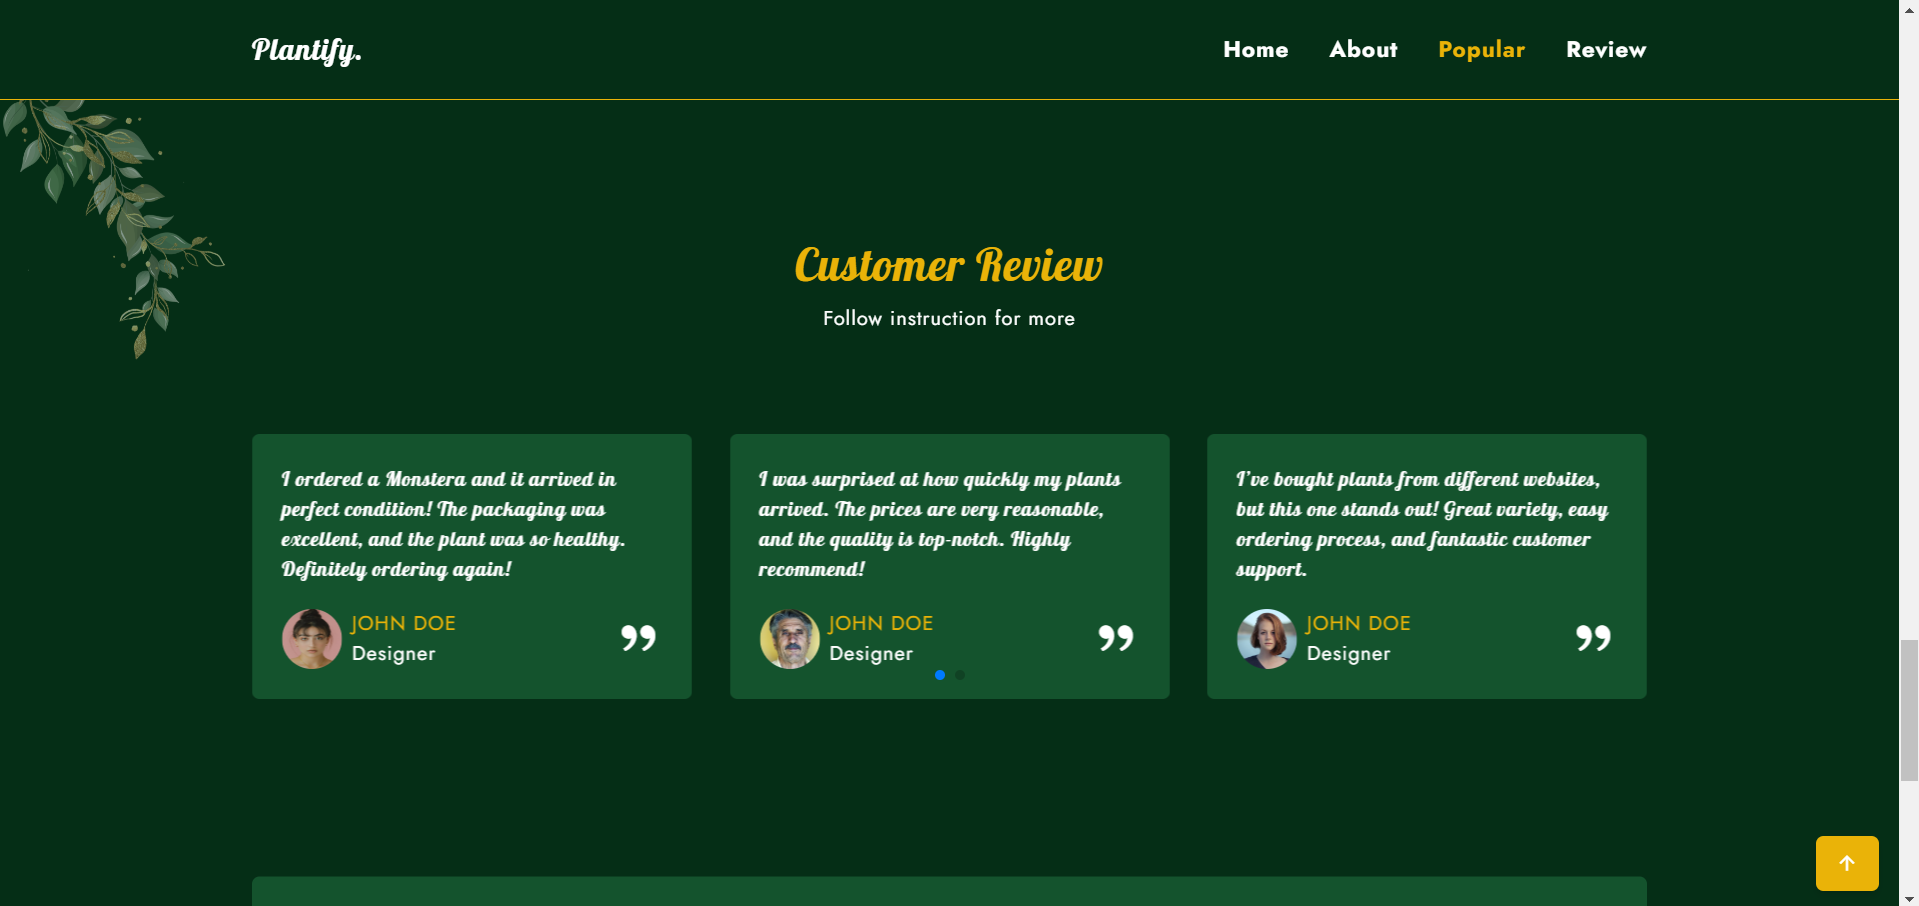 Plantify.
Home About Popular Review
Customer Review
Follow instruction for more
I ordered a Monstera and it arrived in
perfect condition! The packaging was
excellent, and the plant was so healthy.
Definitely ordering again!
JOHN DOE
Designer
”
I was surprised at how quickly my plants
arrived. The prices are very reasonable,
and the quality is top-notch. Highly
recommend!
JOHN DOE
Designer
”
I've bought plants from different websites,
but this one stands out! Great variety, easy
ordering process, and fantastic customer
support.
JOHN DOE
Designer
”